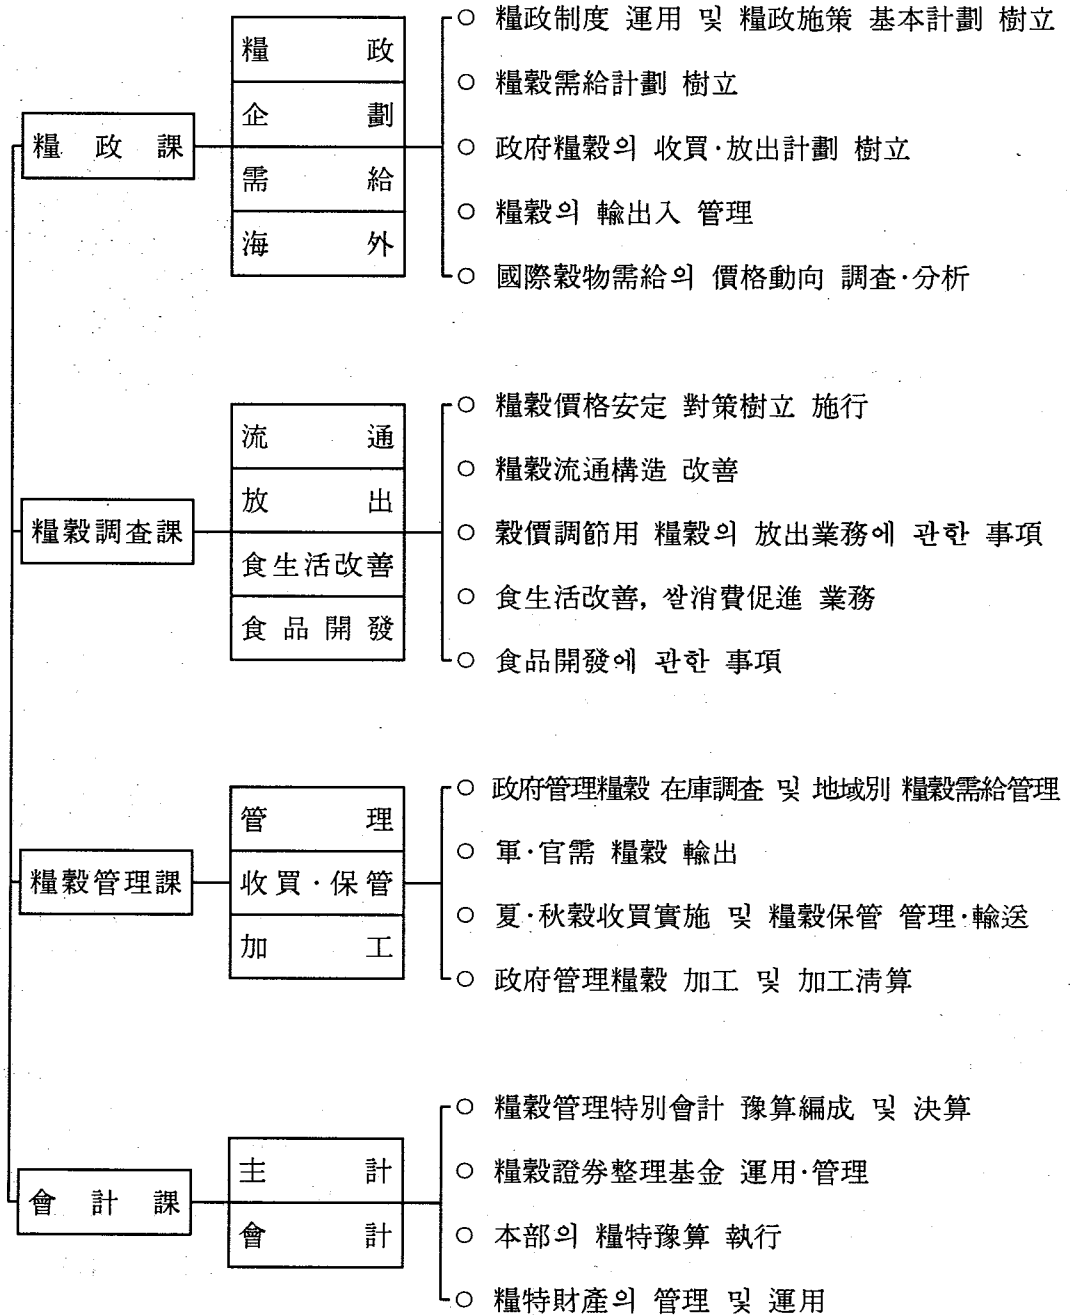 糧政課
糧政
企劃
需給
海外
○ 糧政制度 運用 및 糧政施策 基本計劃 樹立
○ 糧穀需給計劃 樹立
○ 政府糧穀의 收買·放出計劃 樹立
○ 糧穀의 輸出入 管理
○ 國際穀物需給의 價格動向 調査·分析
糧穀調査課
流通
放出
食生活改善
食品開發
○ 糧穀價格安定 對策樹立 施行
○ 糧穀流通構造 改善
○ 穀價調節用 糧穀의 放出業務에 관한 事項
○ 食生活改善, 쌀消費促進 業務
○ 食品開發에 관한 事項
糧穀管理課
管理
收買·保管
加工
○ 政府管理糧穀 在庫調査 및 地域別 糧穀需給管理
○ 軍·官需 糧穀 輸出
○ 夏·秋穀收買實施 및 糧穀保管 管理·輸送
○ 政府管理糧穀 加工 및 加工淸算
會計課
主計
會計
○ 糧穀管理特別會計 豫算編成 및 決算
○ 糧穀證券整理基金 運用·管理
○ 本部의 糧特豫算 執行
○ 糧特財産의 管理 및 運用